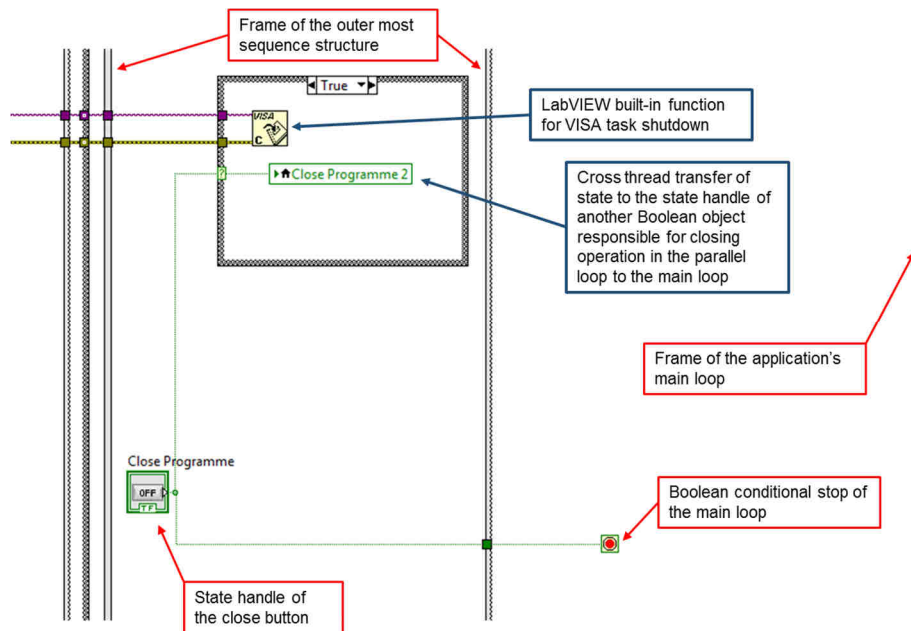 Frame of the outer most
sequence structure
True
VISA
C
LabVIEW built-in function
for VISA task shutdown
?
Close Programme 2
Cross thread transfer of
state to the state handle of
another Boolean object
responsible for closing
operation in the parallel
loop to the main loop
Frame of the application's
main loop
Close Programme
OFF
TF
Boolean conditional stop of
the main loop
State handle of
the close button